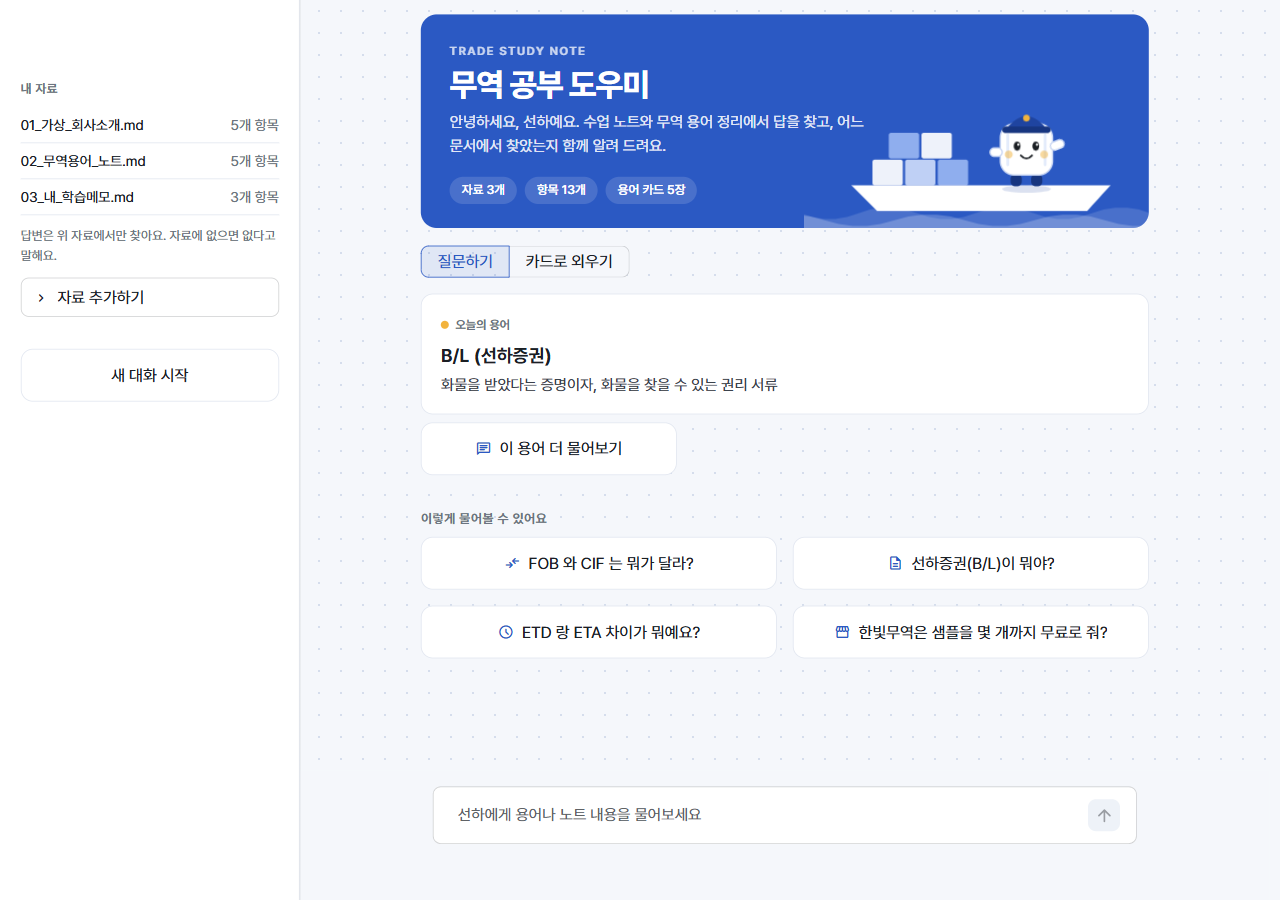 내 자료
01_가상_회사소개.md 5개 항목
02_무역용어_노트.md 5개 항목
03_내_학습메모.md 3개 항목
답변은 위 자료에서만 찾아요. 자료에 없으면 없다고
말해요.
자료 추가하기
새 대화 시작
TRADE STUDY NOTE
무역 공부 도우미
안녕하세요, 선하예요. 수업 노트와 무역 용어 정리에서 답을 찾고, 어느
문서에서 찾았는지 함께 알려 드려요.
자료 3개 항목 13개 용어 카드 5장
질문하기 카드로 외우기
오늘의 용어
B/L (선하증권)
화물을 받았다는 증명이자, 화물을 찾을 수 있는 권리 서류
이 용어 더 물어보기
이렇게 물어볼 수 있어요
FOB 와 CIF 는 뭐가 달라? 선하증권(B/L)이 뭐야?
ETD 랑 ETA 차이가 뭐예요? 한빛무역은 샘플을 몇 개까지 무료로 줘?
선하에게 용어나 노트 내용을 물어보세요